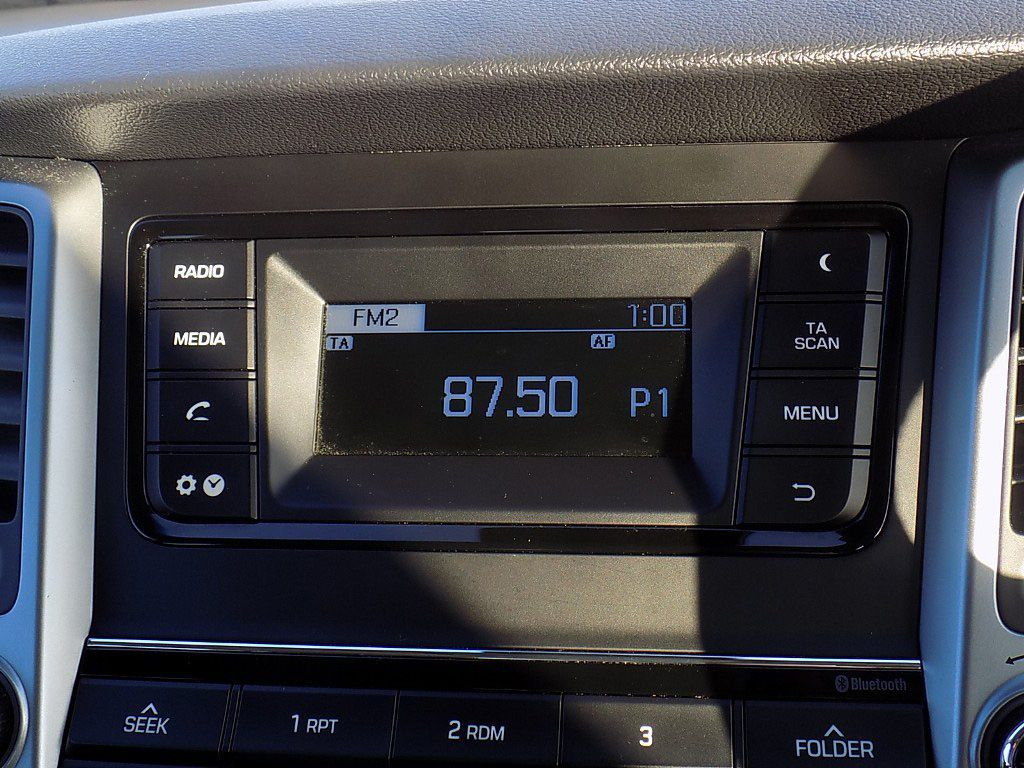 RADIO
MEDIA
FM2 1:00
TA AF
87.50 P.1
TA
SCAN
MENU
Bluetooth
SEEK
1 RPT
2 RDM
3
FOLDER